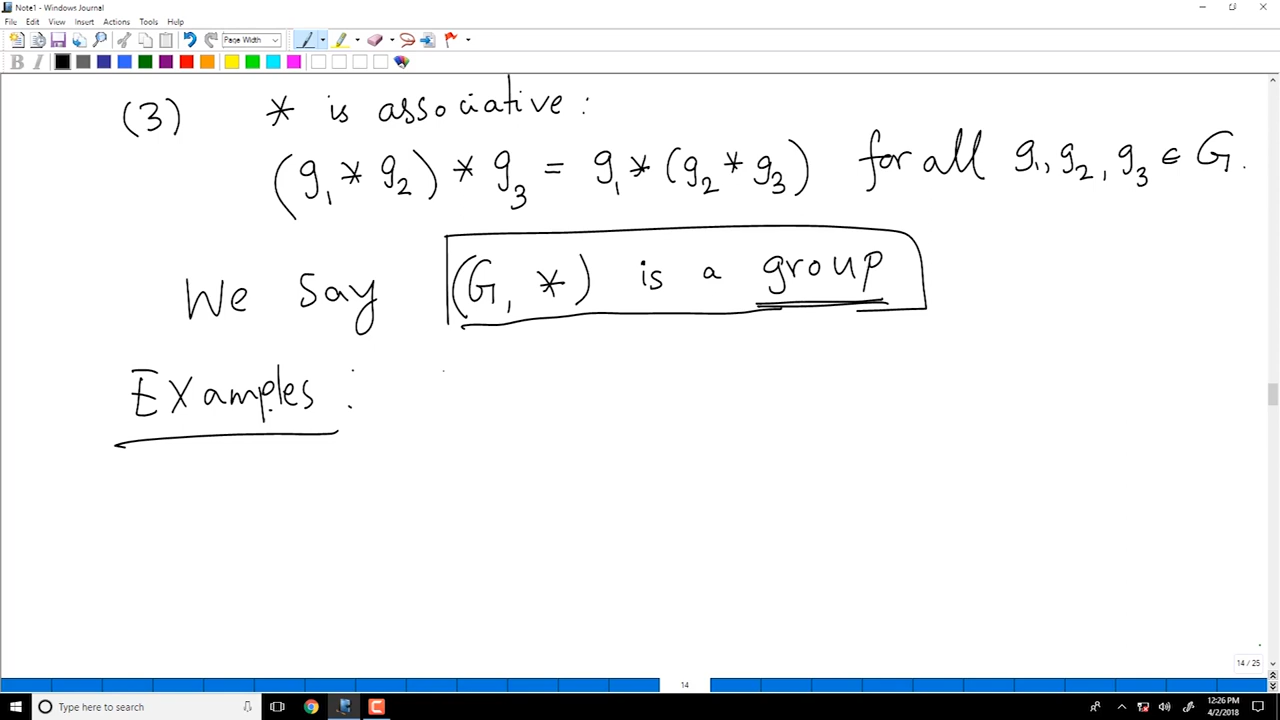 Note1 - Windows Journal
File Edit View Insert Actions Tools Help
Page Width
B I
(3) * is associative :
(g₁ * g₂) * g₃ = g₁ * (g₂ * g₃) for all g₁, g₂, g₃ ∈ G.
We say (G, *) is a group
Examples :
14 / 25
14
Type here to search
12:26 PM
4/2/2018